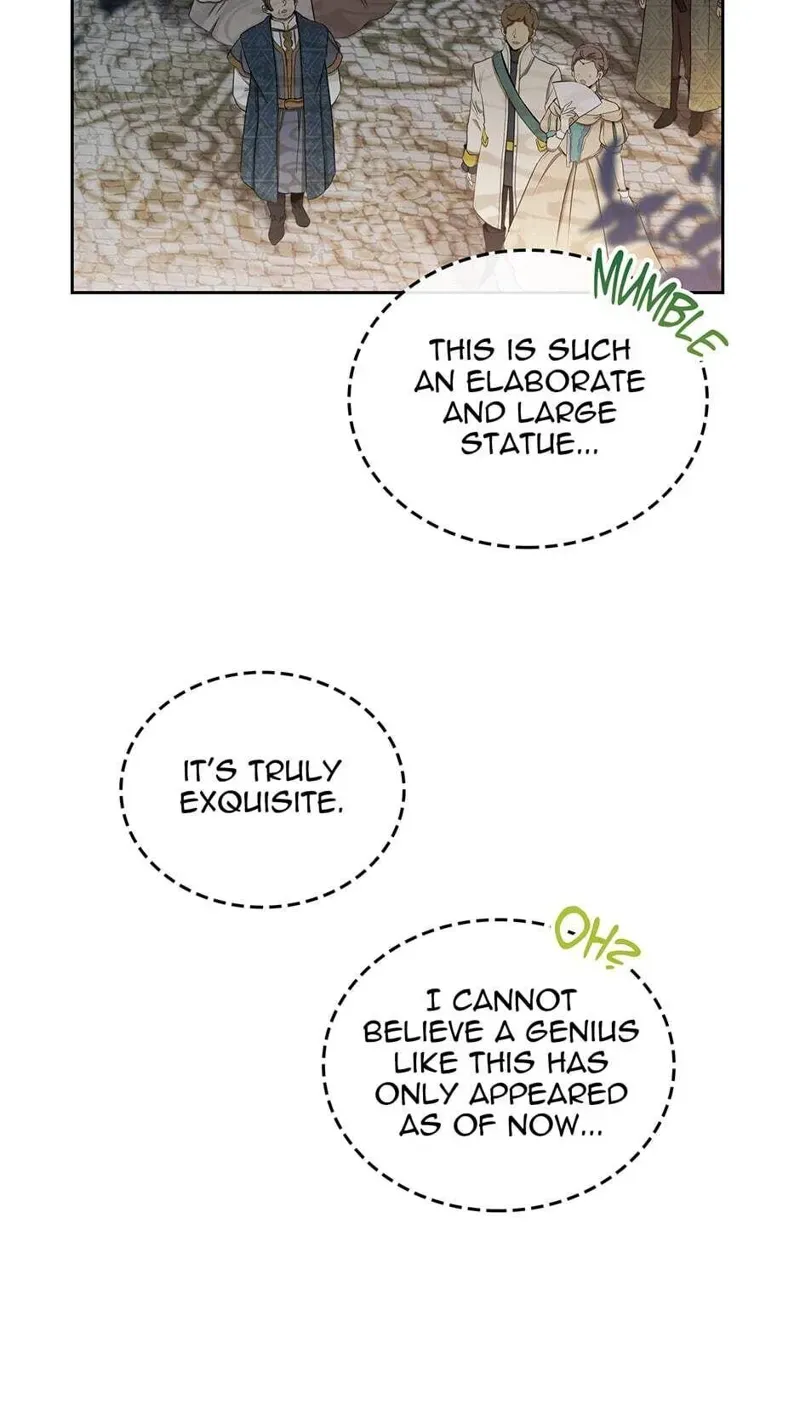 MUMBLE
THIS IS SUCH
AN ELABORATE
AND LARGE
STATUE...
IT'S TRULY
EXQUISITE.
OH?
I CANNOT
BELIEVE A GENIUS
LIKE THIS HAS
ONLY APPEARED
AS OF NOW...